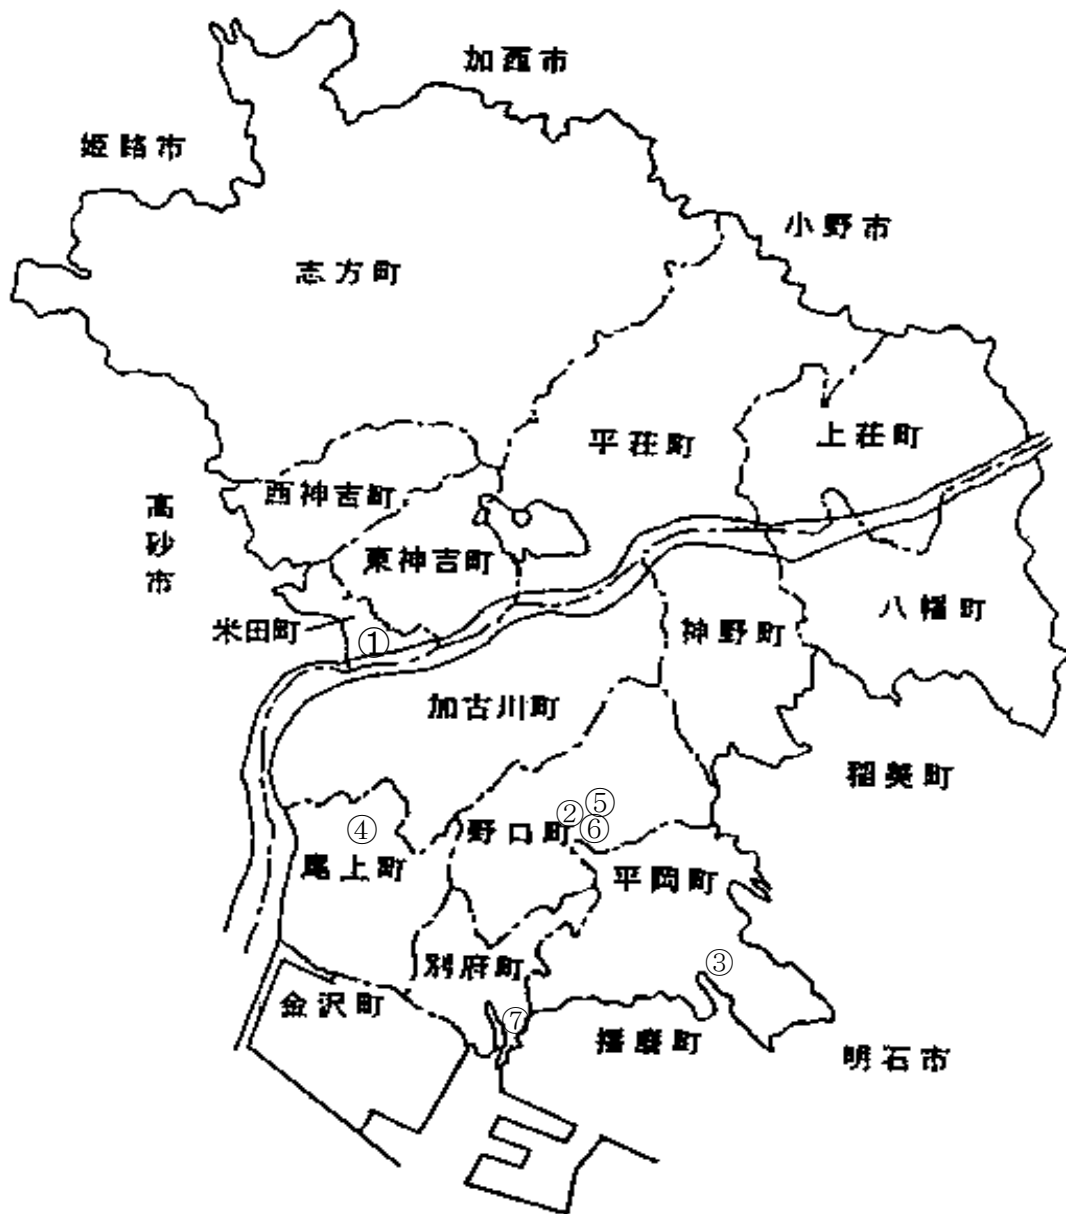 加西市
姫路市
小野市
志方町
平荘町
上荘町
西神吉町
高砂市
東神吉町
八幡町
神野町
米田町
①
加古川町
稲美町
②
⑤
④
野口町
⑥
尾上町
平岡町
別府町
③
金沢町
⑦
播磨町
明石市